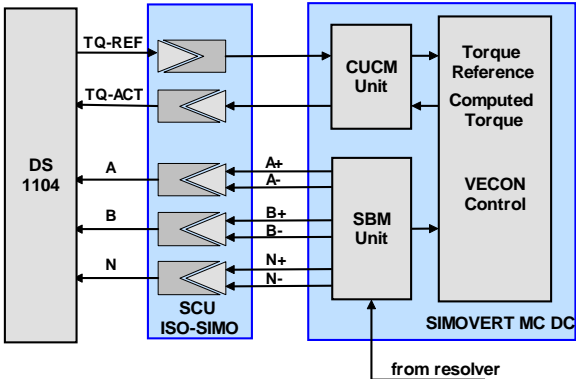 TQ-REF
TQ-ACT
DS
1104
A
B
N
SCU
ISO-SIMO
A+
A-
B+
B-
N+
N-
CUCM
Unit
SBM
Unit
Torque
Reference
Computed
Torque
VECON
Control
SIMOVERT MC DC
from resolver